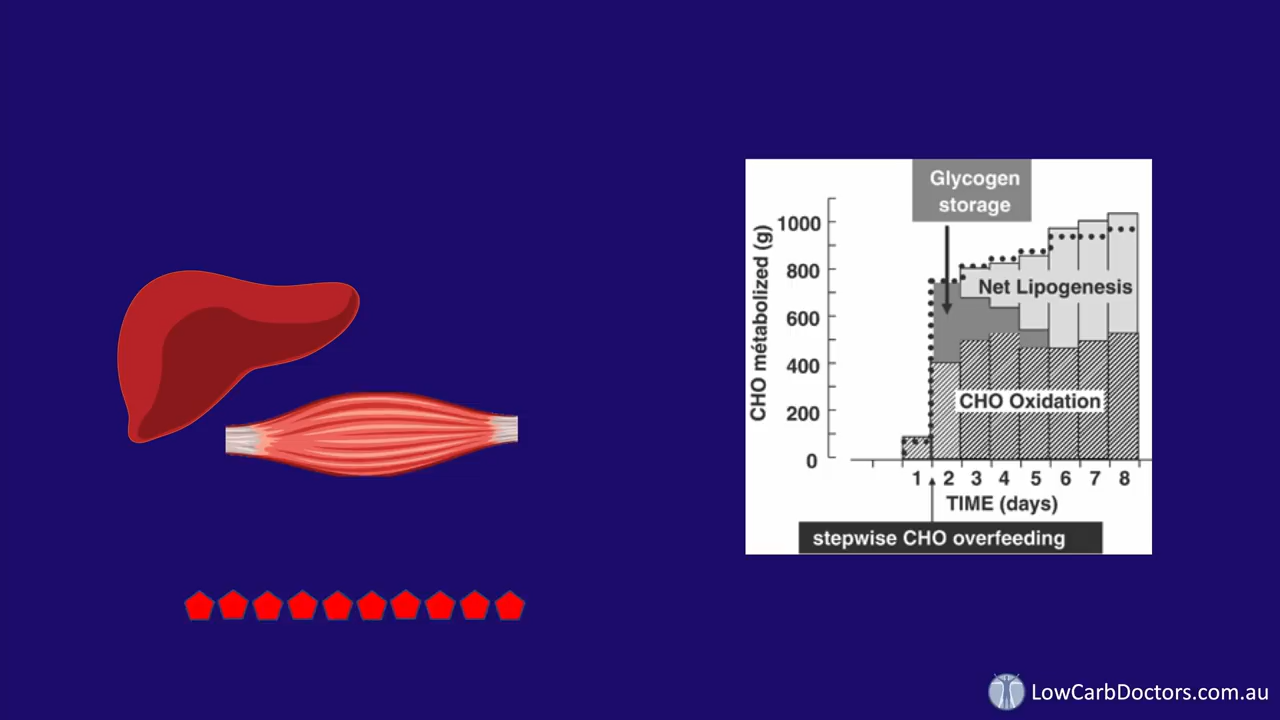 Glycogen
storage
1000
800
600
400
200
0
CHO métabolized (g)
Net Lipogenesis
CHO Oxidation
1 2 3 4 5 6 7 8
TIME (days)
stepwise CHO overfeeding
LowCarbDoctors.com.au